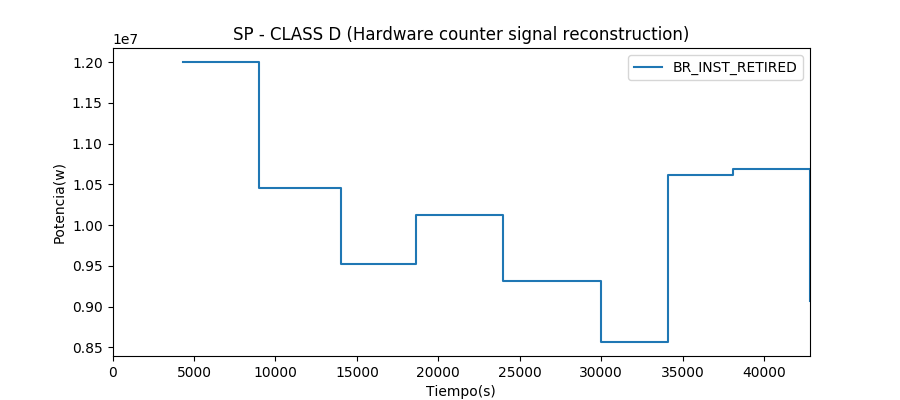 SP - CLASS D (Hardware counter signal reconstruction)
1e7
BR_INST_RETIRED
1.20
1.15
1.10
1.05
1.00
0.95
0.90
0.85
Potencia(w)
0 5000 10000 15000 20000 25000 30000 35000 40000
Tiempo(s)